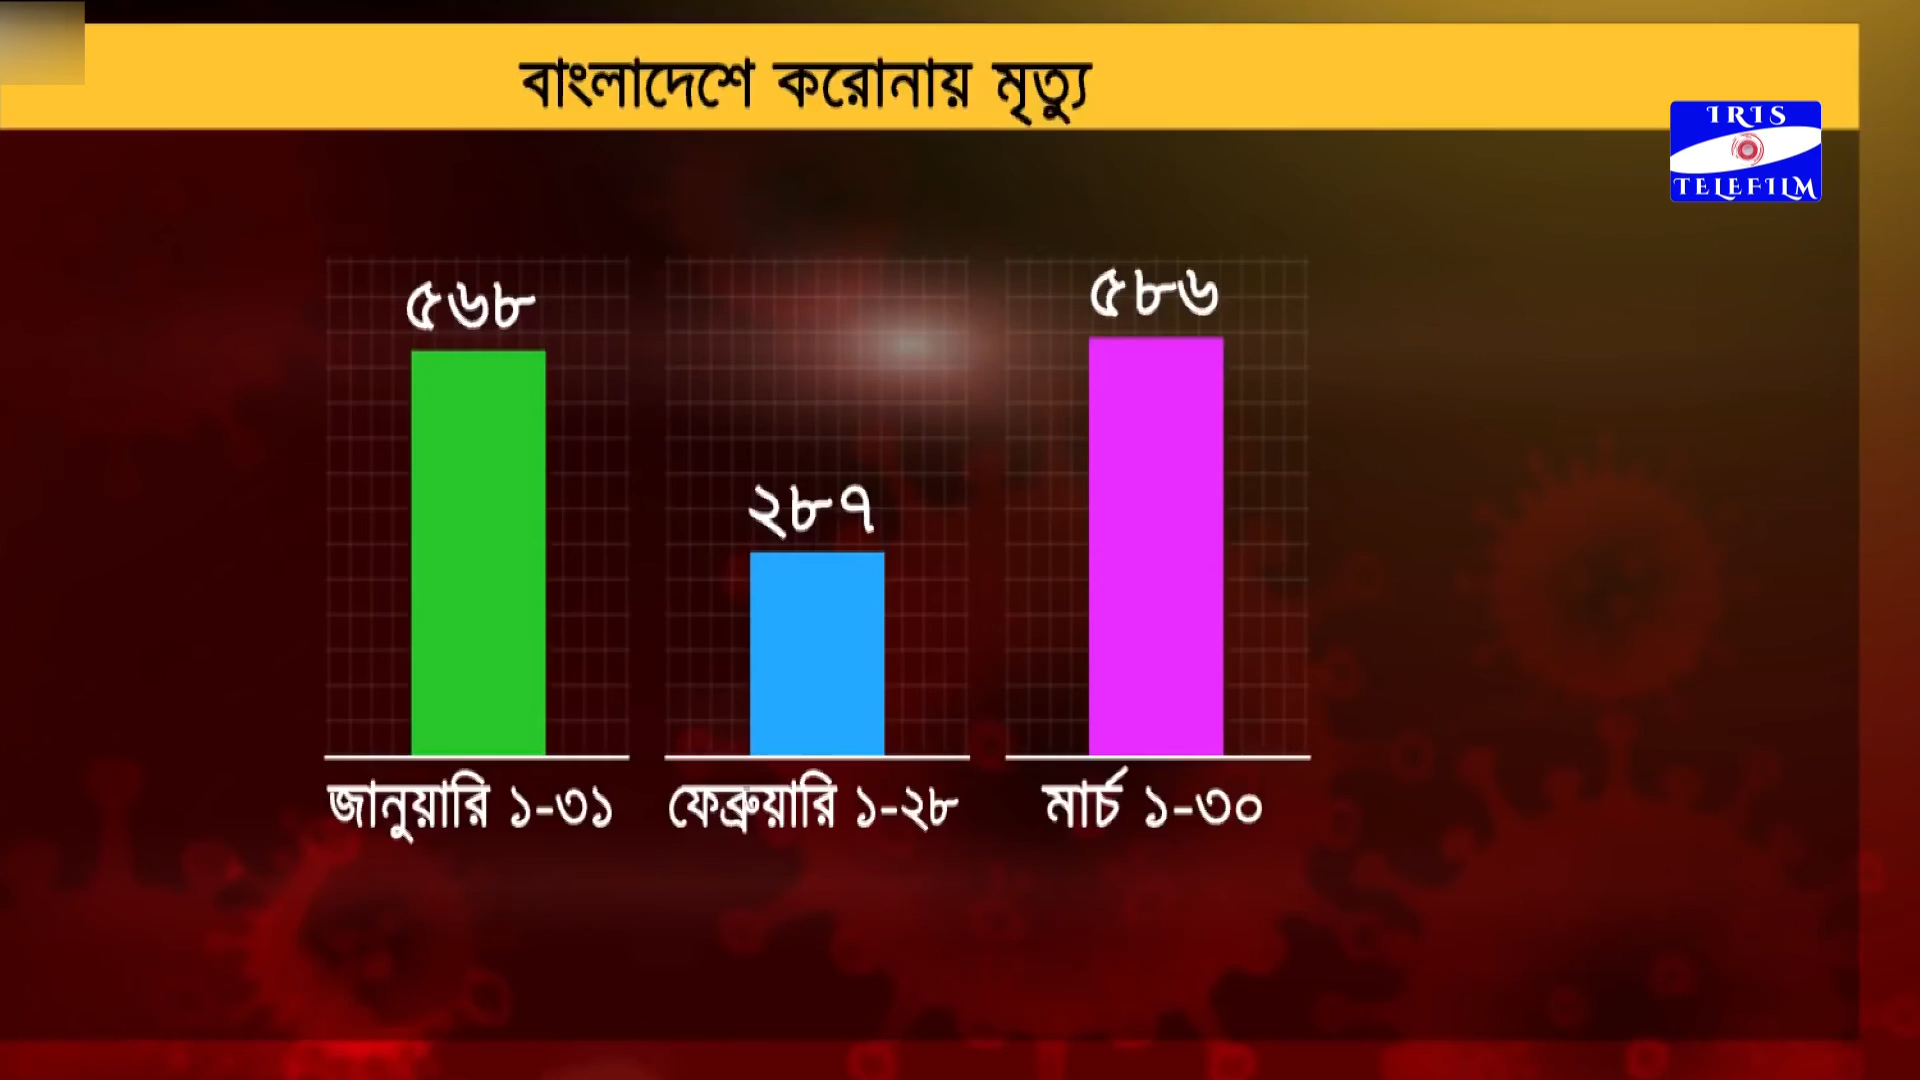 বাংলাদেশে করোনায় মৃত্যু
IRIS
TELEFILM
৫৬৮
২৮৭
৫৮৬
জানুয়ারি ১-৩১
ফেব্রুয়ারি ১-২৮
মার্চ ১-৩০